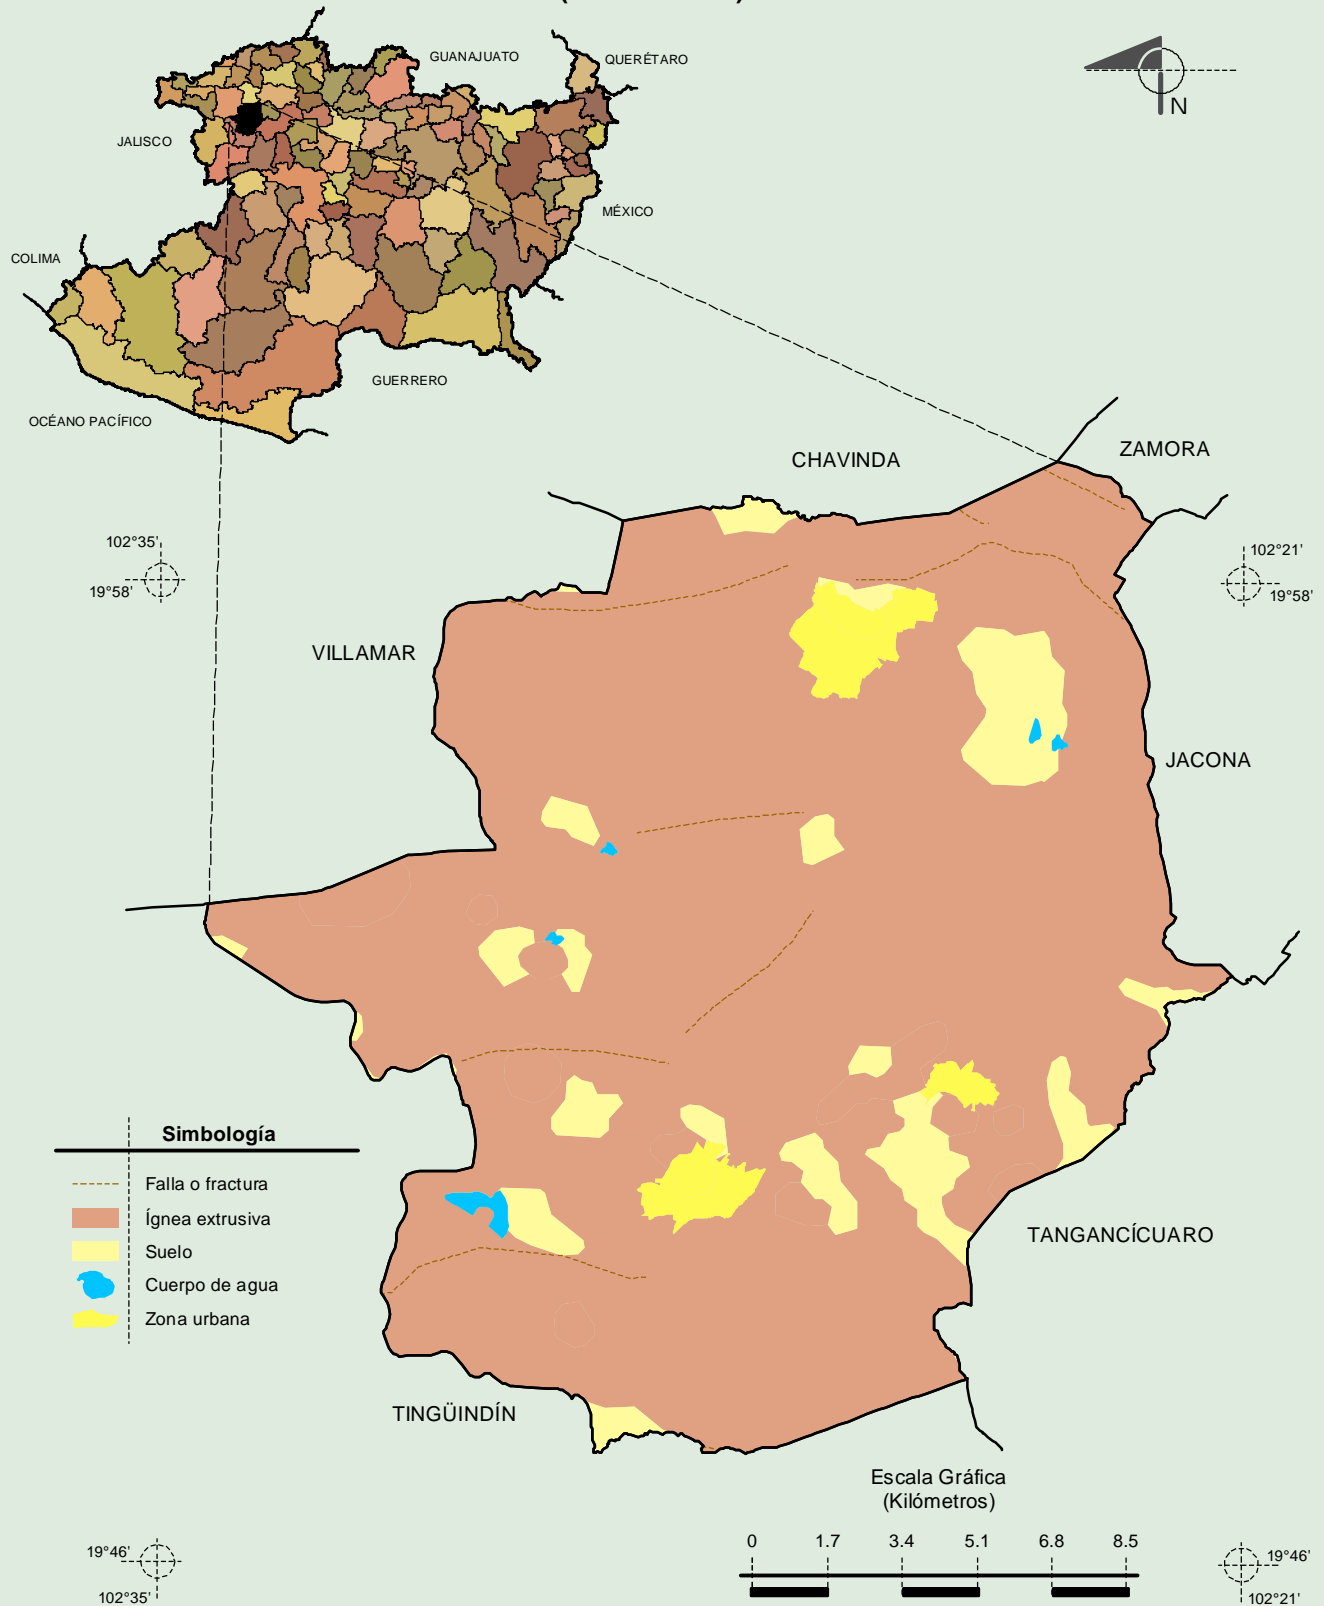 GUANAJUATO
QUERÉTARO
N
JALISCO
MÉXICO
COLIMA
GUERRERO
OCÉANO PACÍFICO
CHAVINDA
ZAMORA
102°35'
19°58'
102°21'
19°58'
VILLAMAR
JACONA
Simbología
Falla o fractura
Ígnea extrusiva
Suelo
Cuerpo de agua
Zona urbana
TANGANCÍCUARO
TINGÜINDÍN
Escala Gráfica
(Kilómetros)
0 1.7 3.4 5.1 6.8 8.5
19°46'
102°35'
19°46'
102°21'